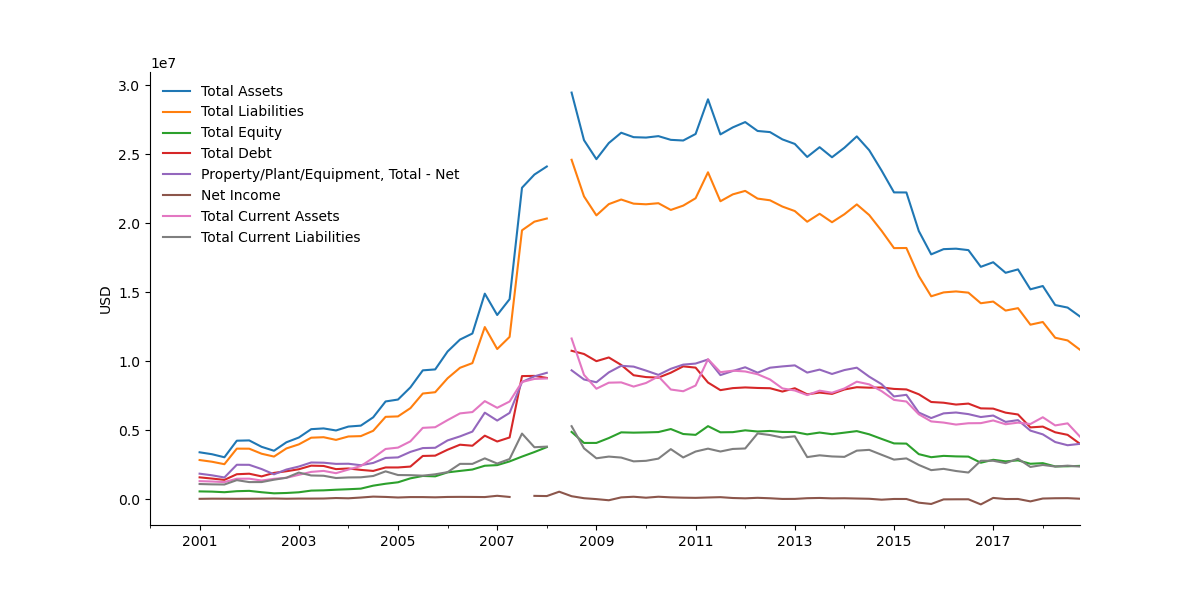 1e7
3.0
2.5
2.0
1.5
1.0
0.5
0.0
USD
Total Assets
Total Liabilities
Total Equity
Total Debt
Property/Plant/Equipment, Total - Net
Net Income
Total Current Assets
Total Current Liabilities
2001 2003 2005 2007 2009 2011 2013 2015 2017